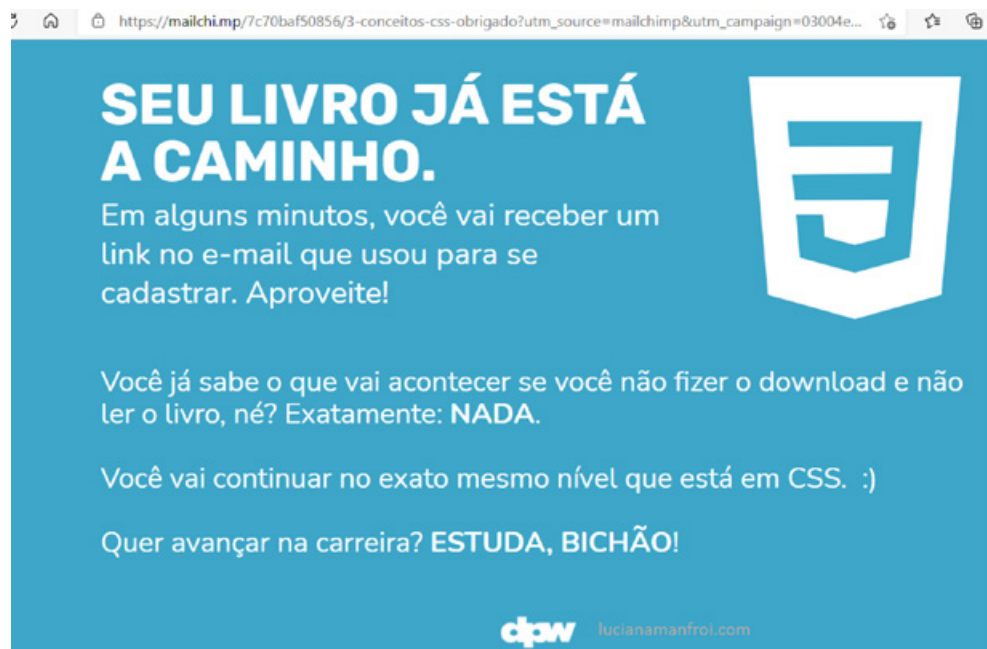 https://mailchi.mp/7c70baf50856/3-conceitos-css-obrigado?utm_source=mailchimp&utm_campaign=03004e...
SEU LIVRO JÁ ESTÁ
A CAMINHO.
Em alguns minutos, você vai receber um
link no e-mail que usou para se
cadastrar. Aproveite!
Você já sabe o que vai acontecer se você não fizer o download e não
ler o livro, né? Exatamente: NADA.
Você vai continuar no exato mesmo nível que está em CSS. :)
Quer avançar na carreira? ESTUDA, BICHÃO!
dpw lucianamanfroi.com